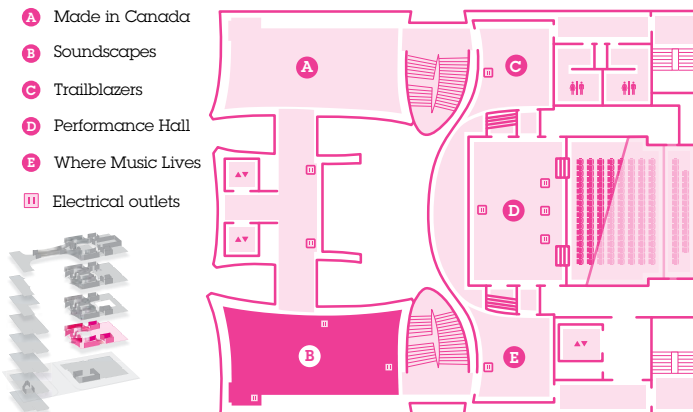 A Made in Canada
B Soundscapes
C Trailblazers
D Performance Hall
E Where Music Lives
Electrical outlets
A
C
D
B
E